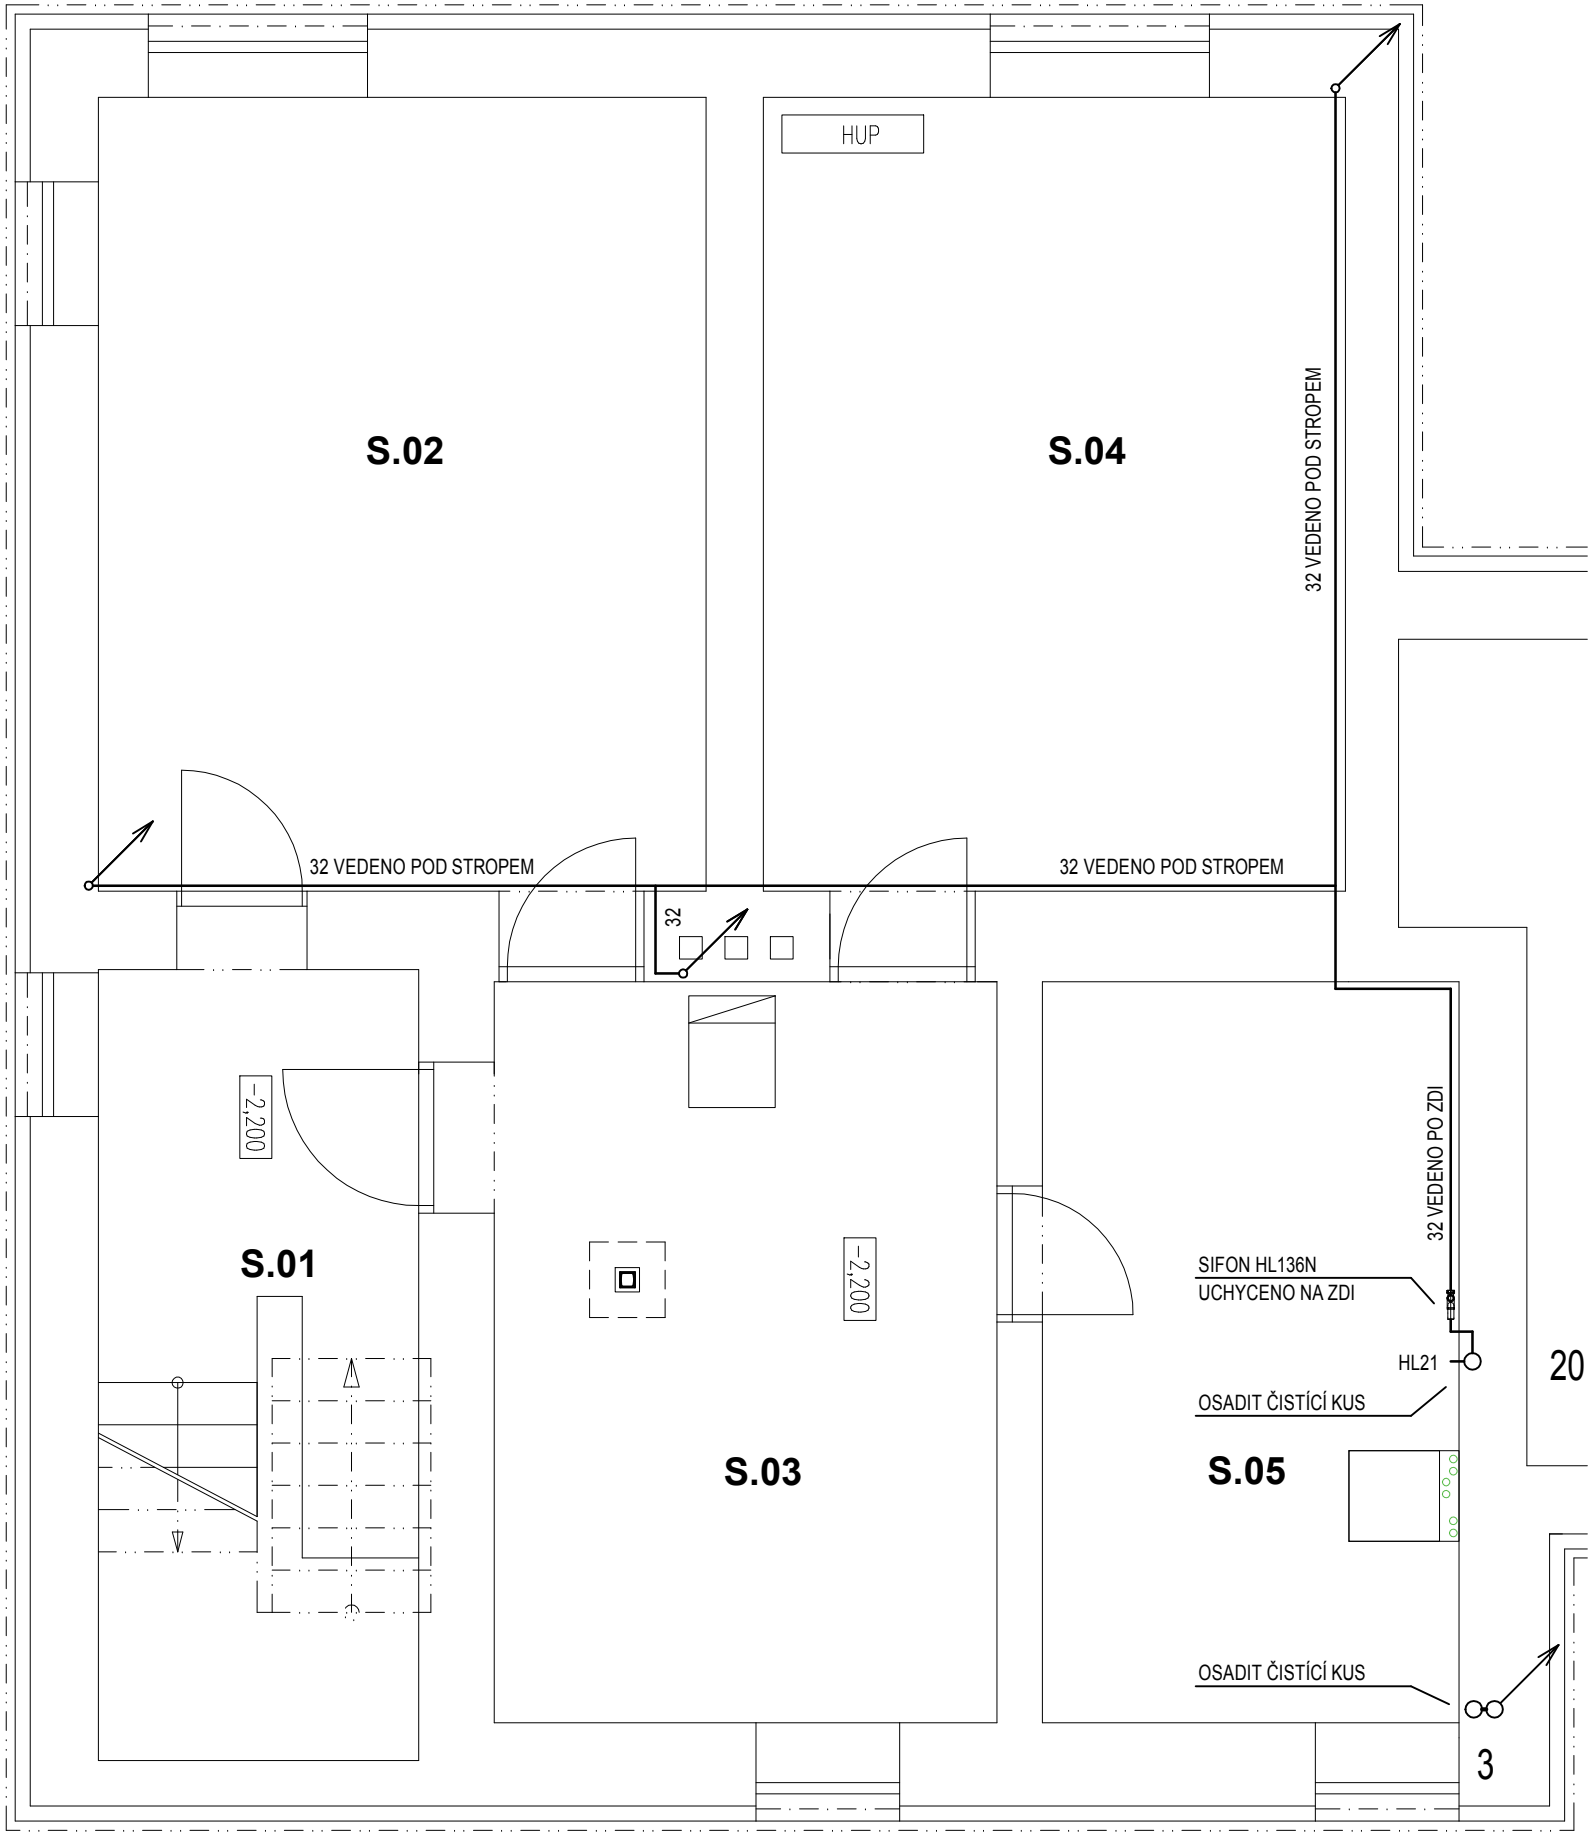 HUP
32 VEDENO POD STROPEM
S.02
S.04
32 VEDENO POD STROPEM
32 VEDENO POD STROPEM
32
-2,200
32 VEDENO PO ZDI
S.01
-2,200
SIFON HL136N
UCHYCENO NA ZDI
HL21
20
OSADIT ČISTÍCÍ KUS
S.03
S.05
OSADIT ČISTÍCÍ KUS
3